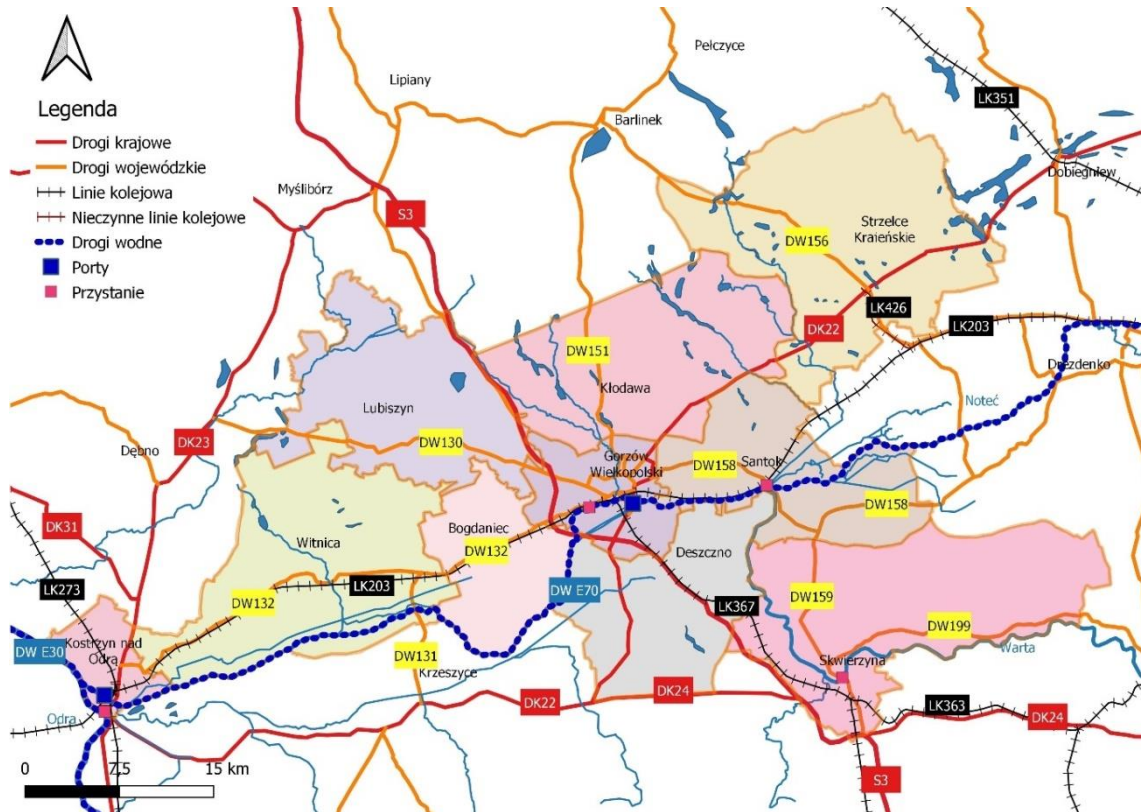 Pełczyce
Lipiany
Legenda
Drogi krajowe
Drogi wojewódzkie
Linie kolejowa
Nieczynne linie kolejowe
Drogi wodne
Porty
Przystanie
LK351
Barlinek
Dobiegniew
Myślibórz
S3
Strzelce
Kraieńskie
DW156
LK426
LK203
DK22
DW151
Kłodawa
Drezdenko
Noteć
Lubiszyn
DW130
DK23
Dębno
Gorzów
Wielkopolski
DW158
Santok
DW158
DK31
Witnica
Bogdaniec
DW132
Deszczno
LK273
LK203
DW132
DW E70
LK367
DW159
DW199
Kostrzyn nad
Odrą
DW E30
DW131
Krzeszyce
Skwierzyna
Warta
Odra
DK22
DK24
LK363
DK24
S3
0 7,5 15 km